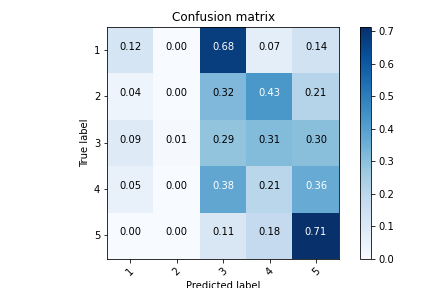 Confusion matrix
1 0.12 0.00 0.68 0.07 0.14
2 0.04 0.00 0.32 0.43 0.21
3 0.09 0.01 0.29 0.31 0.30
4 0.05 0.00 0.38 0.21 0.36
5 0.00 0.00 0.11 0.18 0.71
True label
1 2 3 4 5
Predicted label
0.7
0.6
0.5
0.4
0.3
0.2
0.1
0.0